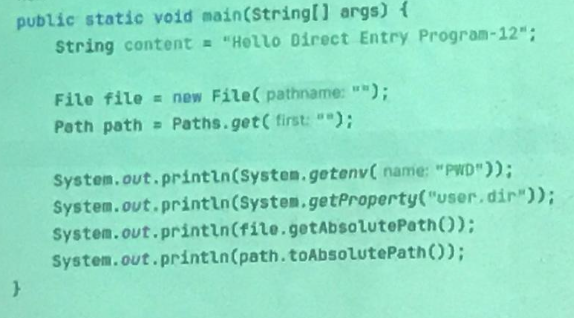 public static void main(String[] args) {
String content = "Hello Direct Entry Program-12";
File file = new File( pathname: "");
Path path = Paths.get( first: "");
System.out.println(System.getenv( name: "PWD"));
System.out.println(System.getProperty("user.dir"));
System.out.println(file.getAbsolutePath());
System.out.println(path.toAbsolutePath());
}